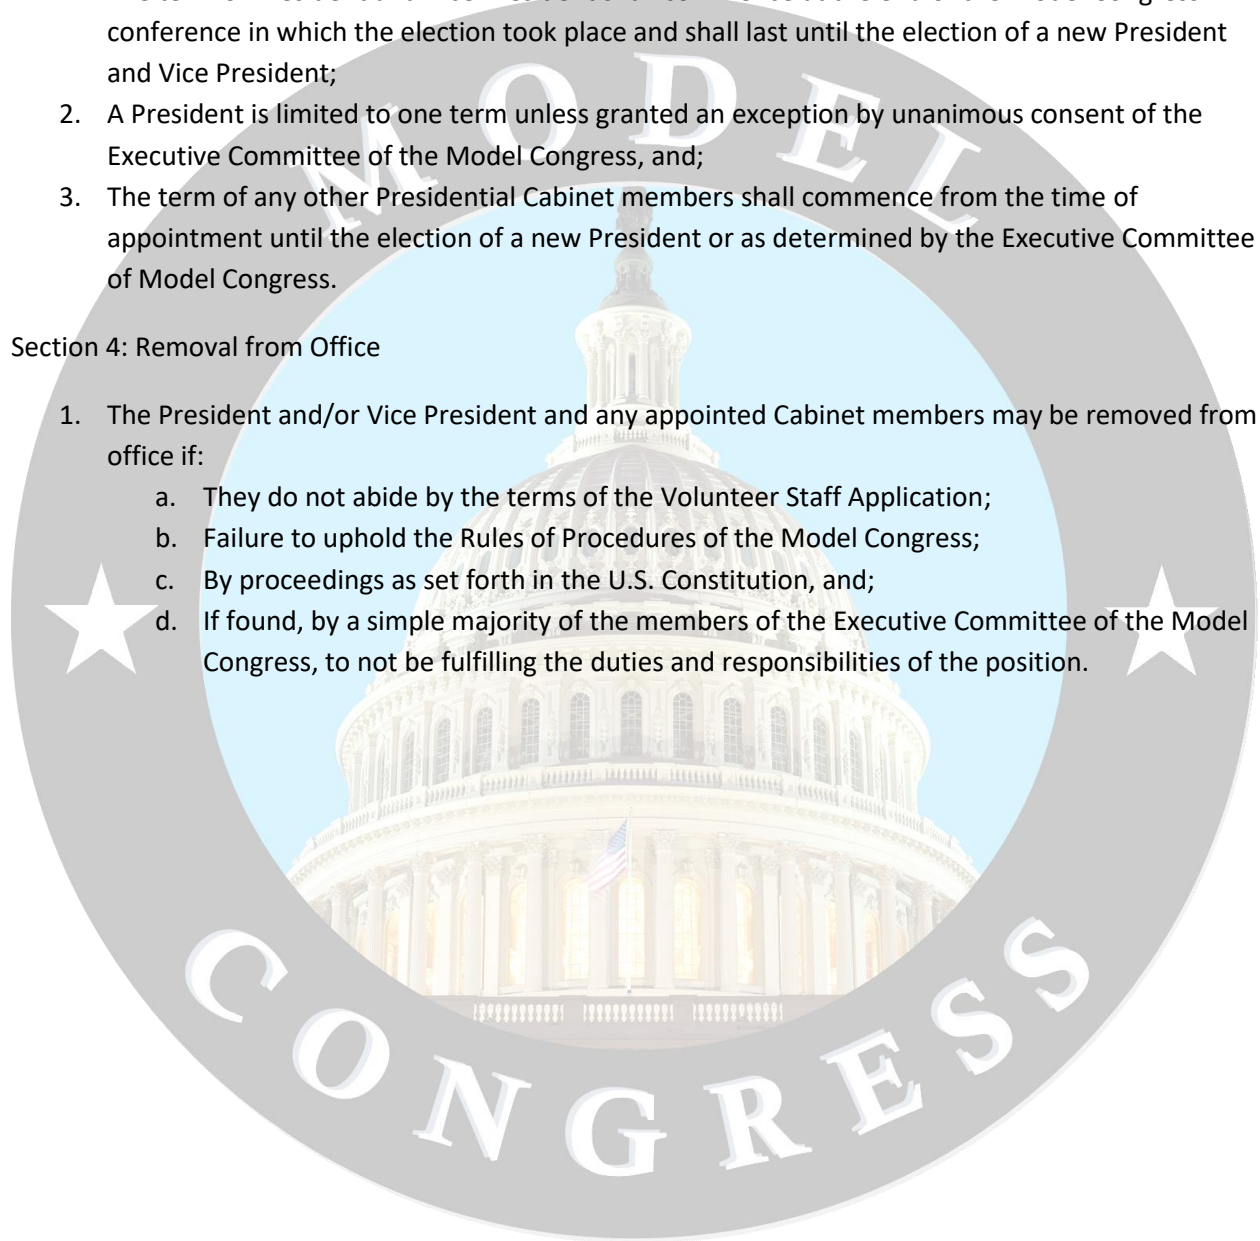 conference in which the election took place and shall last until the election of a new President
and Vice President;
2. A President is limited to one term unless granted an exception by unanimous consent of the
Executive Committee of the Model Congress, and;
3. The term of any other Presidential Cabinet members shall commence from the time of
appointment until the election of a new President or as determined by the Executive Committee
of Model Congress.
Section 4: Removal from Office
1. The President and/or Vice President and any appointed Cabinet members may be removed from
office if:
a. They do not abide by the terms of the Volunteer Staff Application;
b. Failure to uphold the Rules of Procedures of the Model Congress;
c. By proceedings as set forth in the U.S. Constitution, and;
d. If found, by a simple majority of the members of the Executive Committee of the Model
Congress, to not be fulfilling the duties and responsibilities of the position.
MODEL
CONGRESS